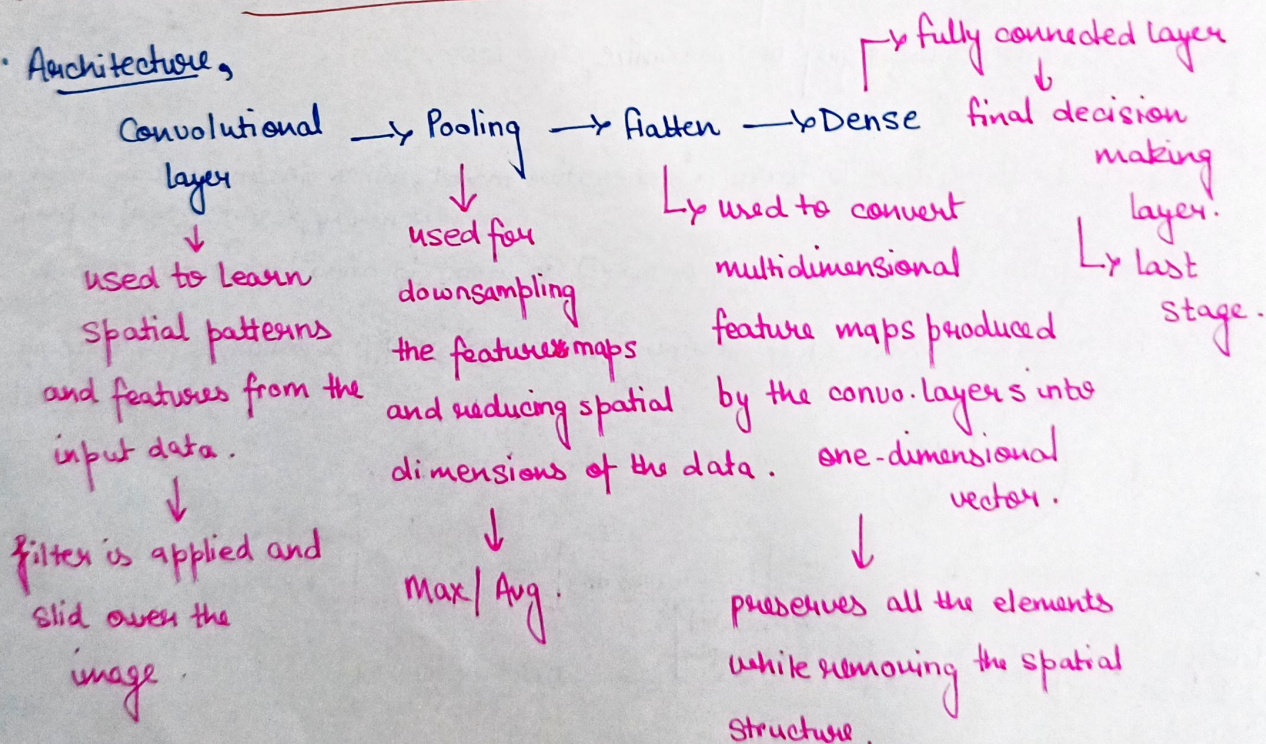 · Architecture,
Convolutional layer → Pooling → flatten → Dense
→ fully connected layer
↓
final decision
making
layer.
↳ last
stage.
↓
used to learn
spatial patterns
and features from the
input data.
↓
filter is applied and
slid over the
image.
↓
used for
downsampling
the features maps
and reducing spatial
dimensions of the data.
↓
Max/Avg.
↳ used to convert
multidimensional
feature maps produced
by the convo. layers into
one-dimensional
vector.
↓
preserves all the elements
while removing the spatial
structure.